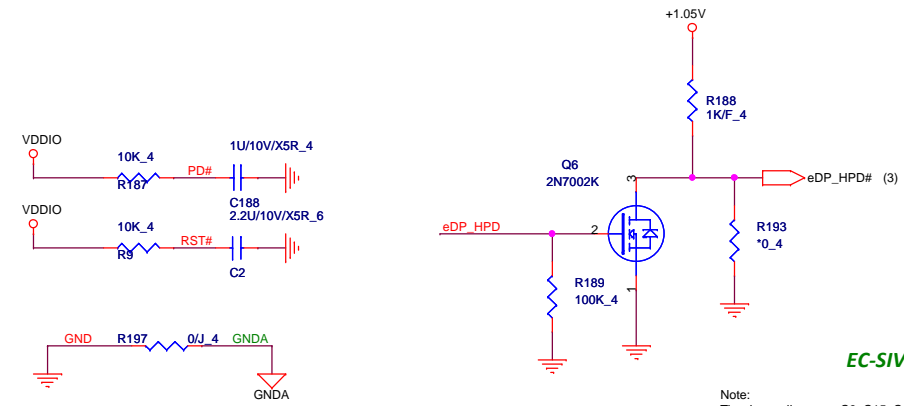 +1.05V
R188
1K/F_4
VDDIO
10K_4
PD#
R187
1U/10V/X5R_4
C188
2.2U/10V/X5R_6
VDDIO
10K_4
RST#
R9
C2
Q6
2N7002K
3
eDP_HPD# (3)
eDP_HPD
2
R193
*0_4
R189
100K_4
1
GND
R197
0/J_4
GNDA
GNDA
EC-SIV
Note: